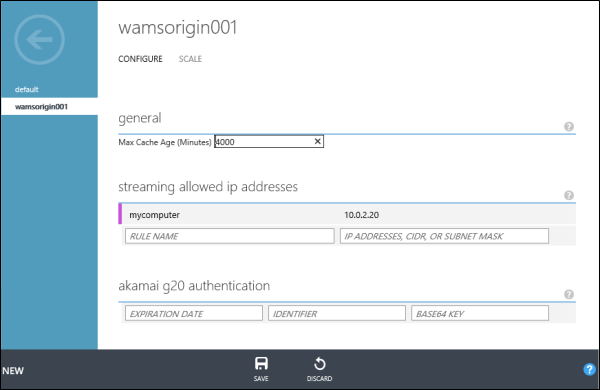 wamsorigin001
CONFIGURE SCALE
default
wamsorigin001
general
?
Max Cache Age (Minutes) 4000 ×
streaming allowed ip addresses
?
mycomputer 10.0.2.20
RULE NAME IP ADDRESSES, CIDR, OR SUBNET MASK
akamai g20 authentication
?
EXPIRATION DATE IDENTIFIER BASE64 KEY
NEW SAVE DISCARD ?